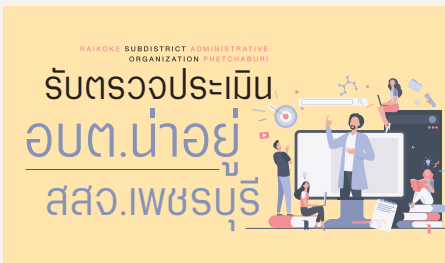 RAIKOKE SUBDISTRICT ADMINISTRATIVE
ORGANIZATION PHETCHABURI
รับตรวจประเมิน
อบต.น่าอยู่
สสจ.เพชรบุรี